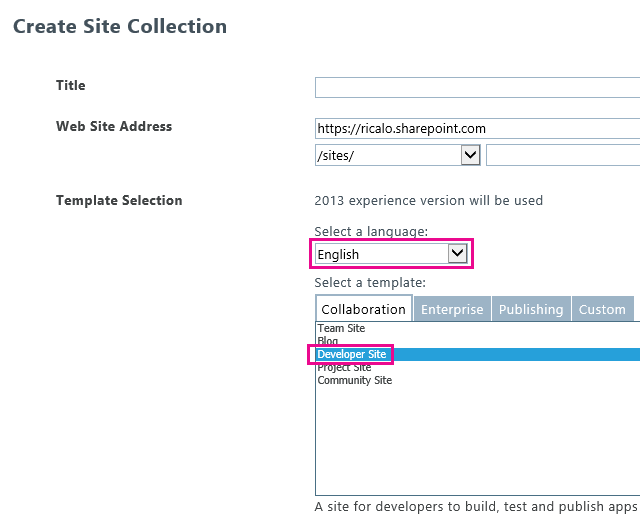 Create Site Collection
Title
Web Site Address
https://ricalo.sharepoint.com
/sites/
Template Selection
2013 experience version will be used
Select a language:
English
Select a template:
Collaboration Enterprise Publishing Custom
Team Site
Blog
Developer Site
Project Site
Community Site
A site for developers to build, test and publish apps